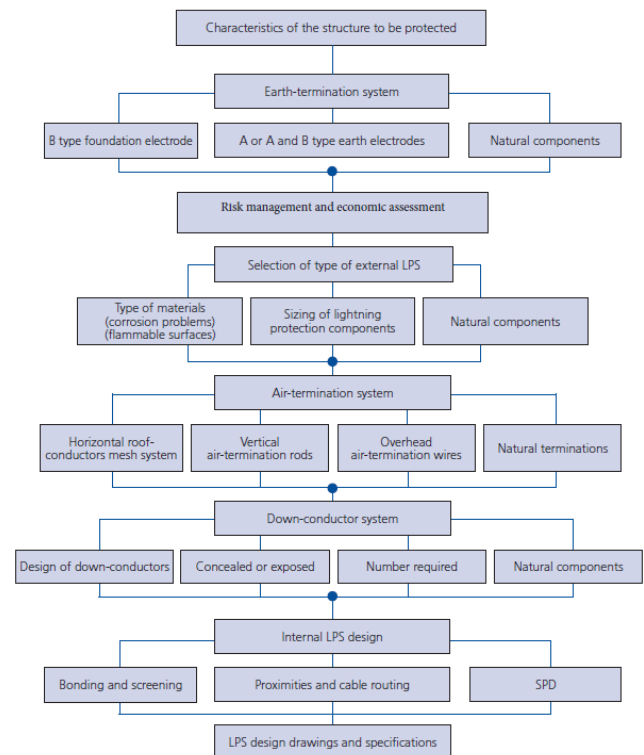 Characteristics of the structure to be protected
Earth-termination system
B type foundation electrode
A or A and B type earth electrodes
Natural components
Risk management and economic assessment
Selection of type of external LPS
Type of materials
(corrosion problems)
(flammable surfaces)
Sizing of lightning
protection components
Natural components
Air-termination system
Horizontal roof-
conductors mesh system
Vertical
air-termination rods
Overhead
air-termination wires
Natural terminations
Down-conductor system
Design of down-conductors
Concealed or exposed
Number required
Natural components
Internal LPS design
Bonding and screening
Proximities and cable routing
SPD
LPS design drawings and specifications